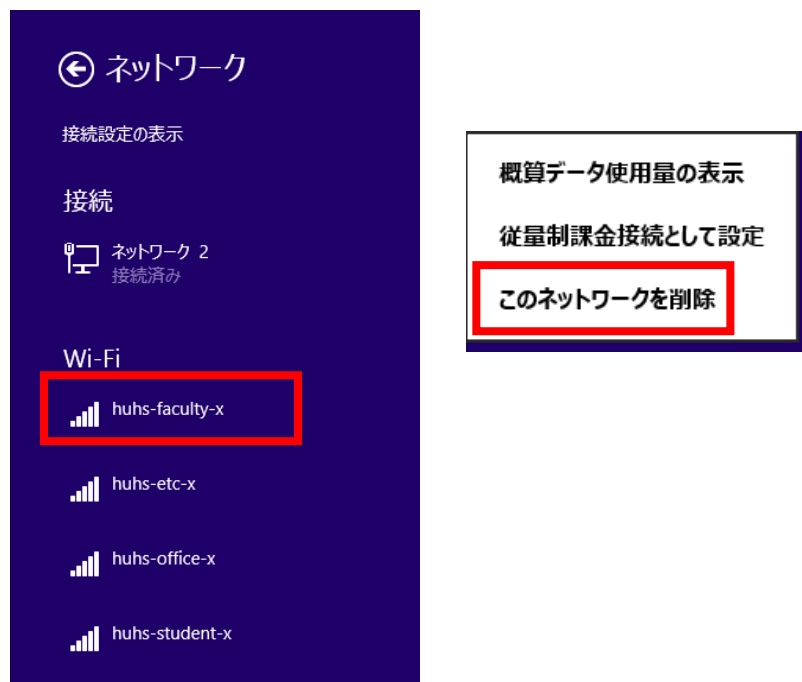 ネットワーク
接続設定の表示
接続
ネットワーク 2
接続済み
Wi-Fi
huhs-faculty-x
huhs-etc-x
huhs-office-x
huhs-student-x
概算データ使用量の表示
従量制課金接続として設定
このネットワークを削除